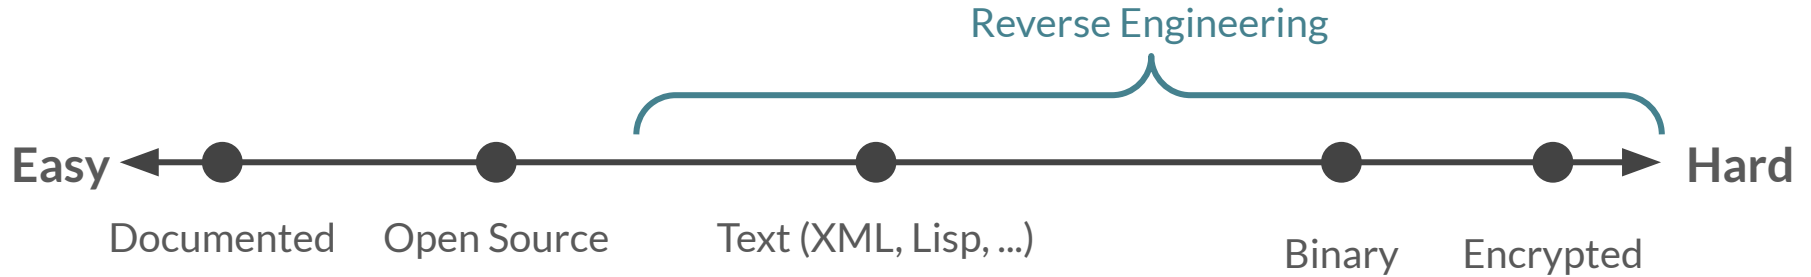 Reverse Engineering
Easy
Hard
Documented
Open Source
Text (XML, Lisp, ...)
Binary
Encrypted